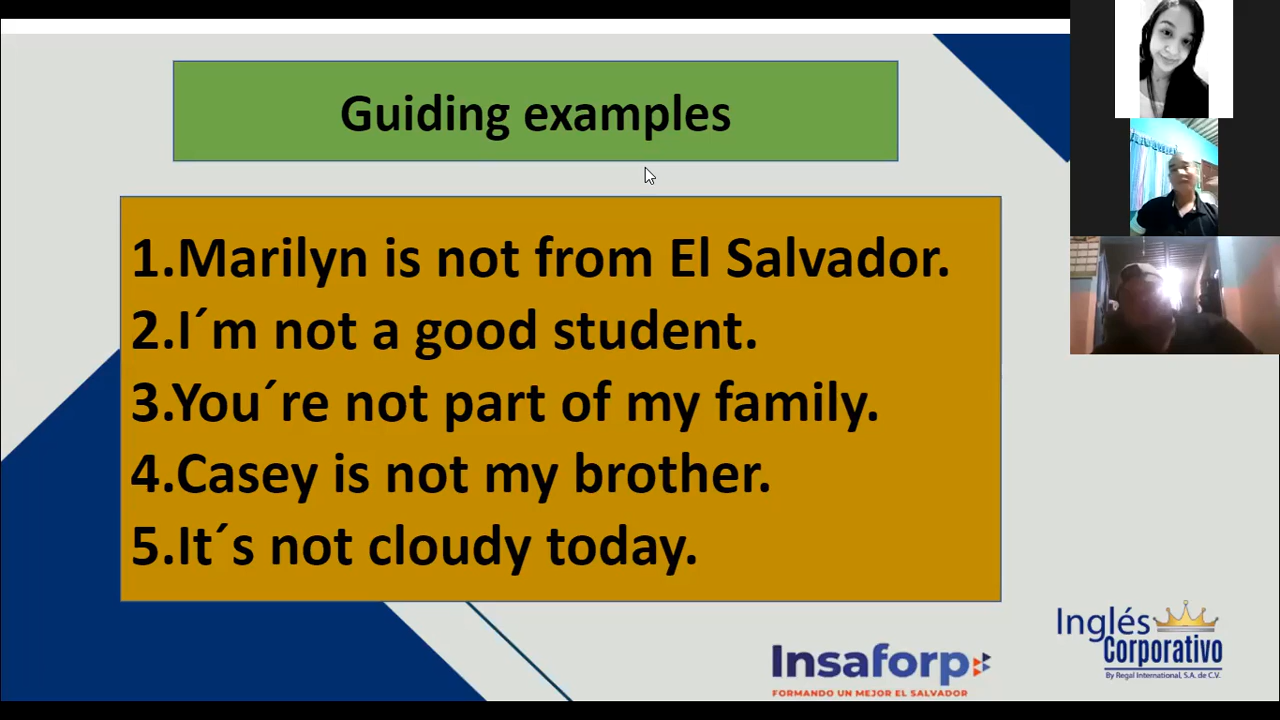 Guiding examples
1.Marilyn is not from El Salvador.
2.I´m not a good student.
3.You´re not part of my family.
4.Casey is not my brother.
5.It´s not cloudy today.
Insaforp
FORMANDO UN MEJOR EL SALVADOR
Inglés
Corporativo
By Regal International, S.A. de C.V.